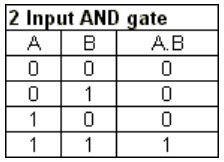 2 Input AND gate
A B A.B
0 0 0
0 1 0
1 0 0
1 1 1